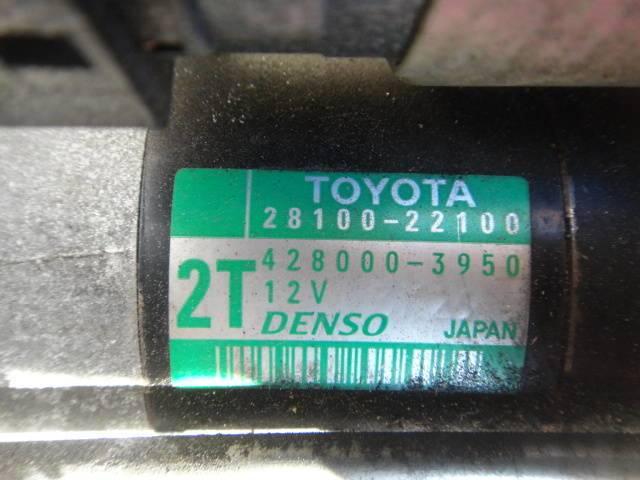 TOYOTA
28100-22100
2T
428000-3950
12V
DENSO JAPAN